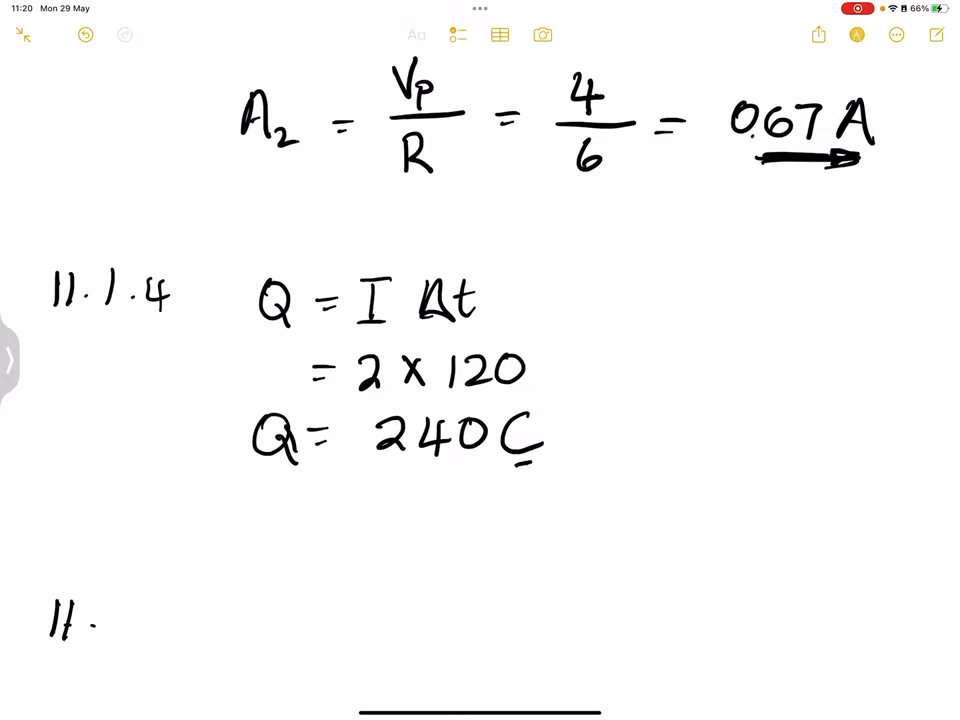 11:20 Mon 29 May 66%
Aa
A₂ = Vp/R = 4/6 = 0.67 A
11.1.4 Q = I Δt
= 2 × 120
Q = 240 C
11.